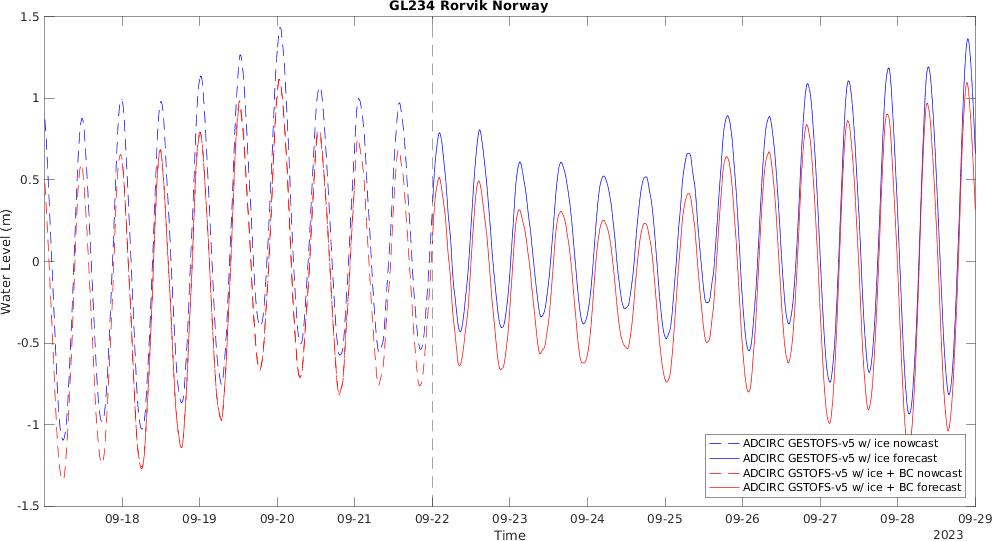 GL234 Rorvik Norway
1.5
1
0.5
0
-0.5
-1
-1.5
Water Level (m)
09-18
09-19
09-20
09-21
09-22
09-23
09-24
09-25
09-26
09-27
09-28
09-29
Time
2023
ADCIRC GESTOFS-v5 w/ ice nowcast
ADCIRC GESTOFS-v5 w/ ice forecast
ADCIRC GSTOFS-v5 w/ ice + BC nowcast
ADCIRC GSTOFS-v5 w/ ice + BC forecast